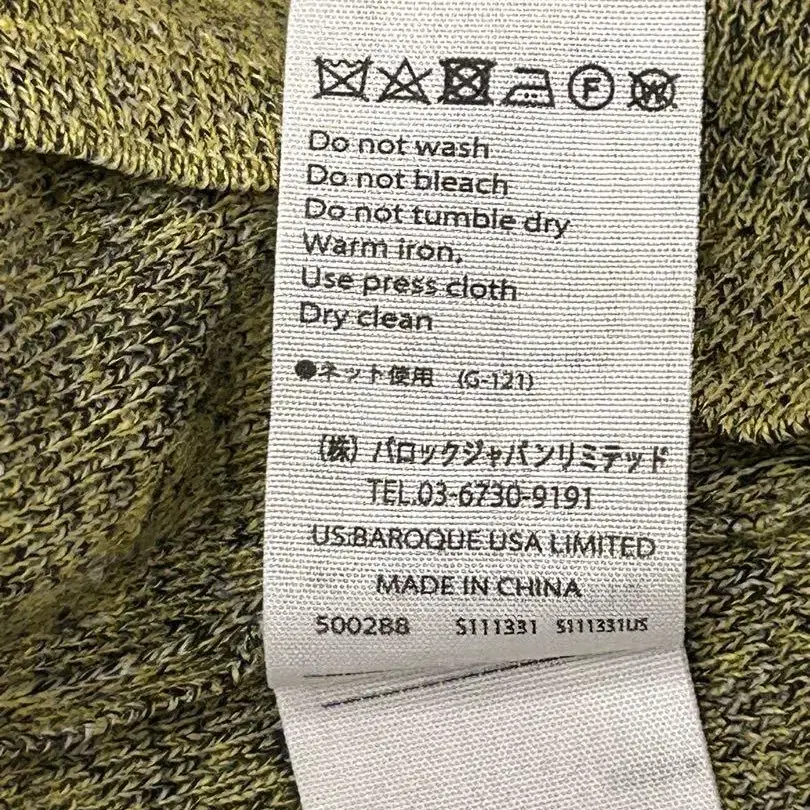 F W
Do not wash
Do not bleach
Do not tumble dry
Warm iron,
Use press cloth
Dry clean
●ネット使用 (G-121)
(株) バロックジャパンリミテッド
TEL.03-6730-9191
US:BAROQUE USA LIMITED
MADE IN CHINA
500288 S111331 S111331US